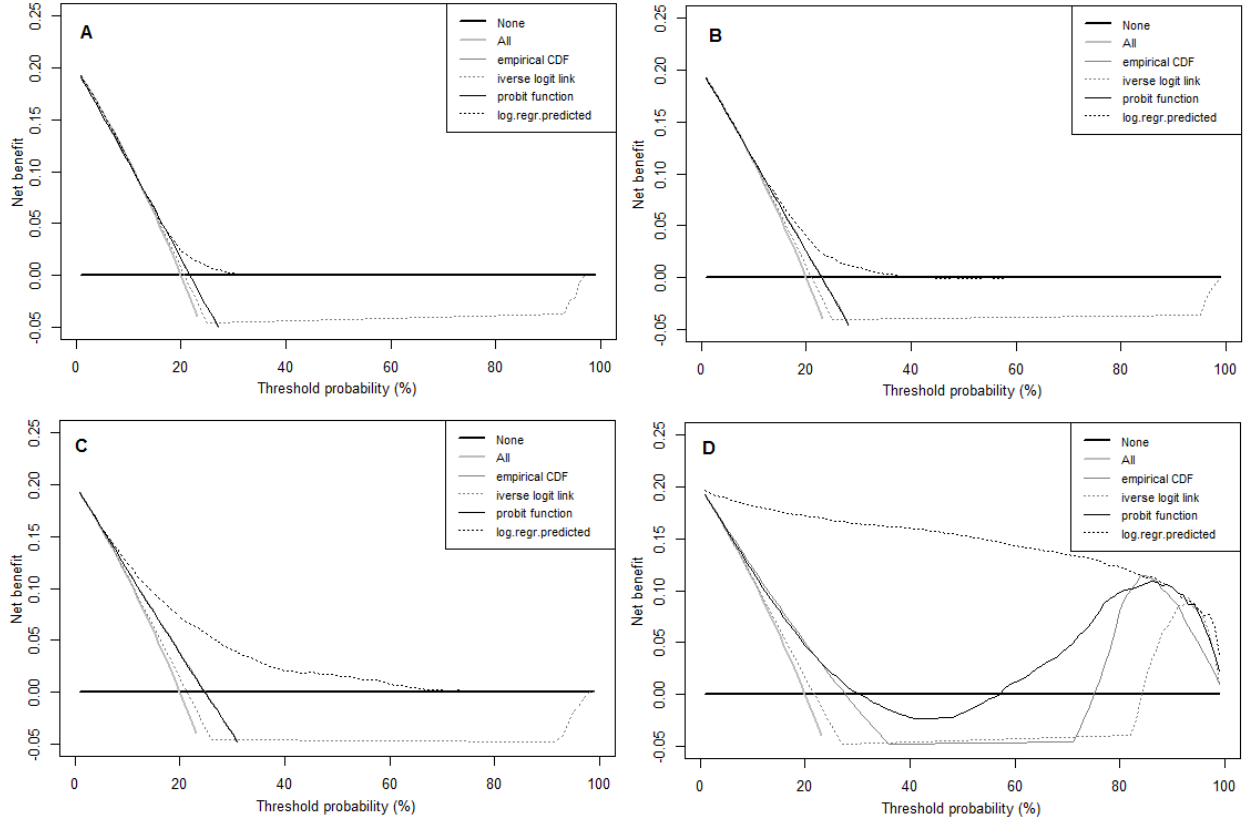 A
None
All
empirical CDF
iverse logit link
probit function
log.regr.predicted
Net benefit
0.25
0.20
0.15
0.10
0.05
0.00
-0.05
0 20 40 60 80 100
Threshold probability (%)
B
None
All
empirical CDF
iverse logit link
probit function
log.regr.predicted
Net benefit
0.25
0.20
0.15
0.10
0.05
0.00
-0.05
0 20 40 60 80 100
Threshold probability (%)
C
None
All
empirical CDF
iverse logit link
probit function
log.regr.predicted
Net benefit
0.25
0.20
0.15
0.10
0.05
0.00
-0.05
0 20 40 60 80 100
Threshold probability (%)
D
None
All
empirical CDF
iverse logit link
probit function
log.regr.predicted
Net benefit
0.25
0.20
0.15
0.10
0.05
0.00
-0.05
0 20 40 60 80 100
Threshold probability (%)